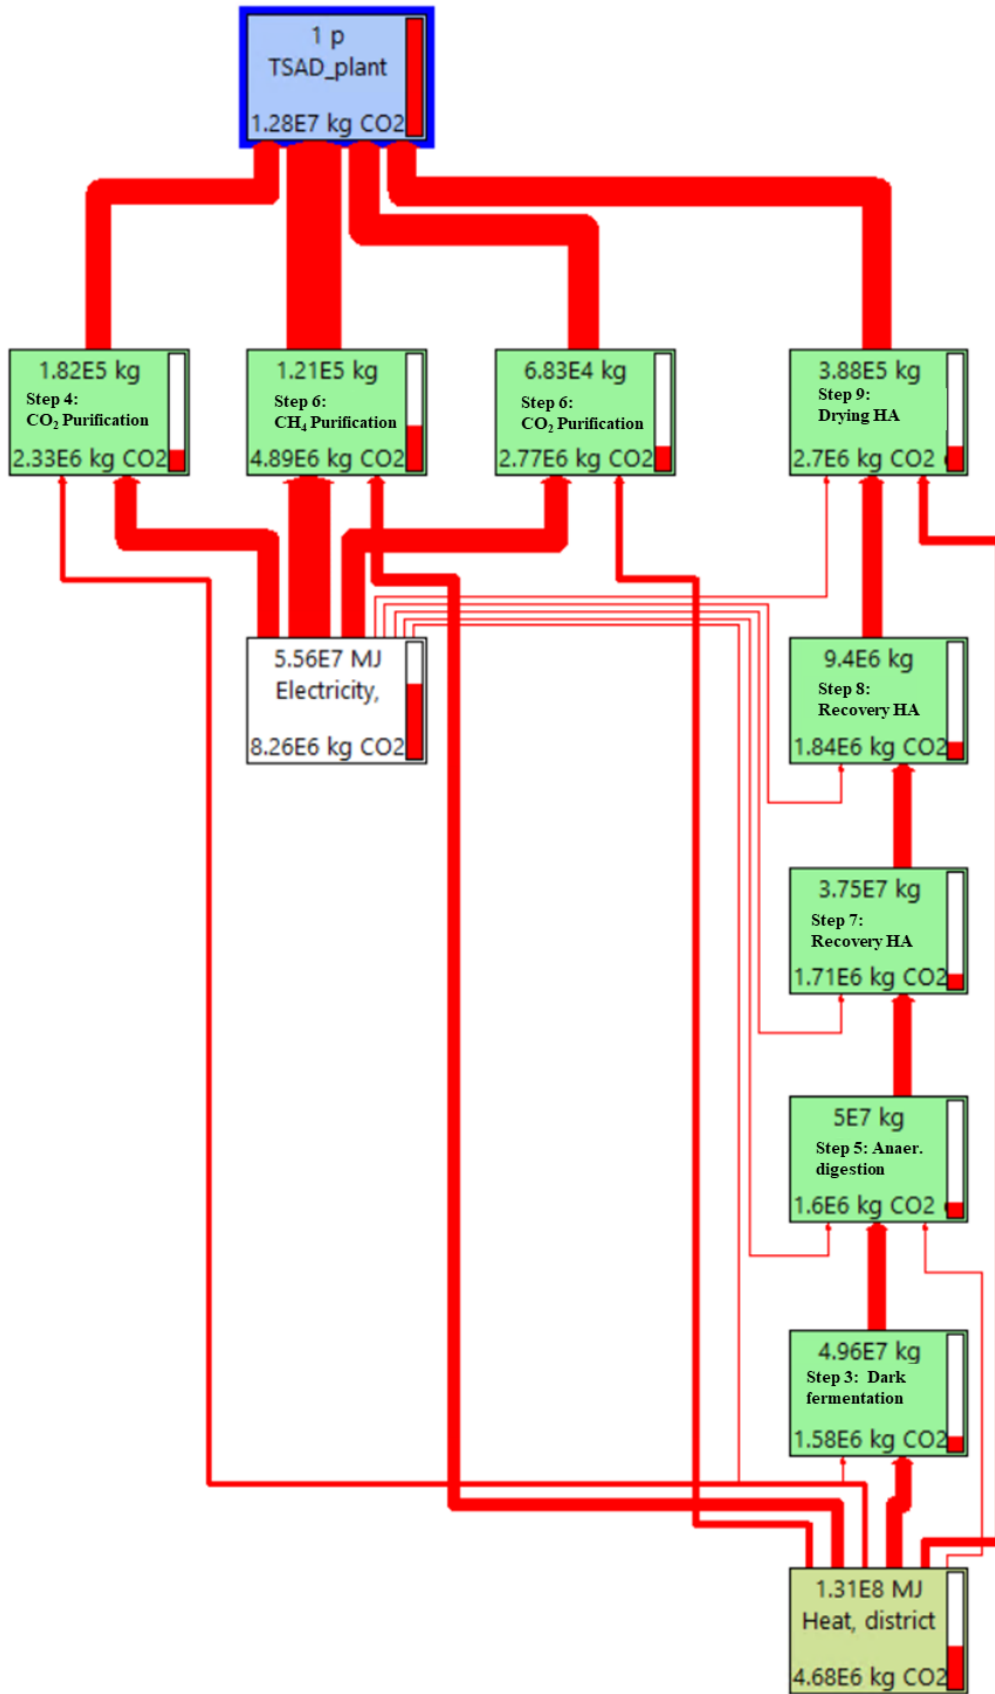 1 p
TSAD_plant
1.28E7 kg CO2
1.82E5 kg
Step 4:
CO₂ Purification
2.33E6 kg CO2
1.21E5 kg
Step 6:
CH₄ Purification
4.89E6 kg CO2
6.83E4 kg
Step 6:
CO₂ Purification
2.77E6 kg CO2
3.88E5 kg
Step 9:
Drying HA
2.7E6 kg CO2
5.56E7 MJ
Electricity,
8.26E6 kg CO2
9.4E6 kg
Step 8:
Recovery HA
1.84E6 kg CO2
3.75E7 kg
Step 7:
Recovery HA
1.71E6 kg CO2
5E7 kg
Step 5: Anaer.
digestion
1.6E6 kg CO2
4.96E7 kg
Step 3: Dark
fermentation
1.58E6 kg CO2
1.31E8 MJ
Heat, district
4.68E6 kg CO2